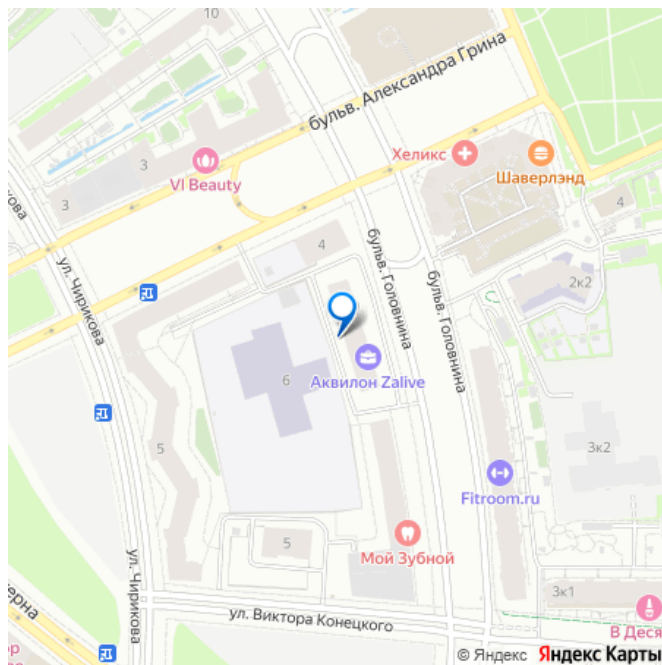 10
бульв. Александра Грина
Хеликс
Шаверлэнд
3
VI Beauty
3
4
4
ул. Чирикова
бульв. Головнина
бульв. Головнина
2к2
Аквилон Zalive
6
5
3к2
Fitroom.ru
5
Мой Зубной
ул. Чирикова
3к1
ул. Виктора Конецкого
В Деся
© Яндекс Яндекс Карты